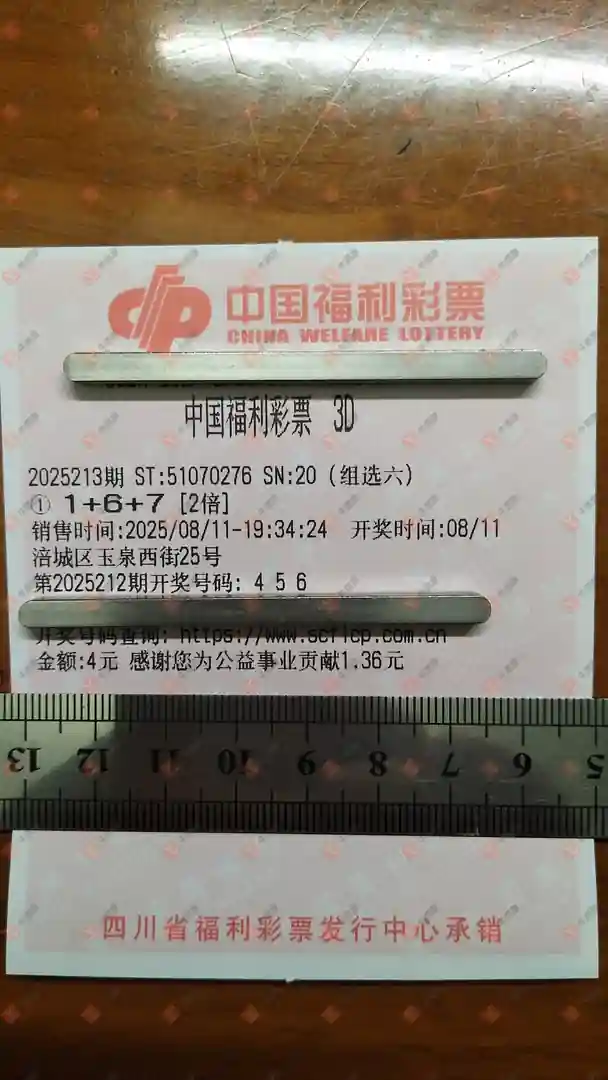 中国福利彩票
CHINA WELFARE LOTTERY
中国福利彩票 3D
2025213期 ST:51070276 SN:20 (组选六)
① 1+6+7 [2倍]
销售时间:2025/08/11-19:34:24 开奖时间:08/11
涪城区玉泉西街25号
第2025212期开奖号码: 4 5 6
开奖号码查询: https://www.scflcp.com.cn
金额:4元 感谢您为公益事业贡献1.36元
13 12 11 10 9 8 7 6 5
四川省福利彩票发行中心承销